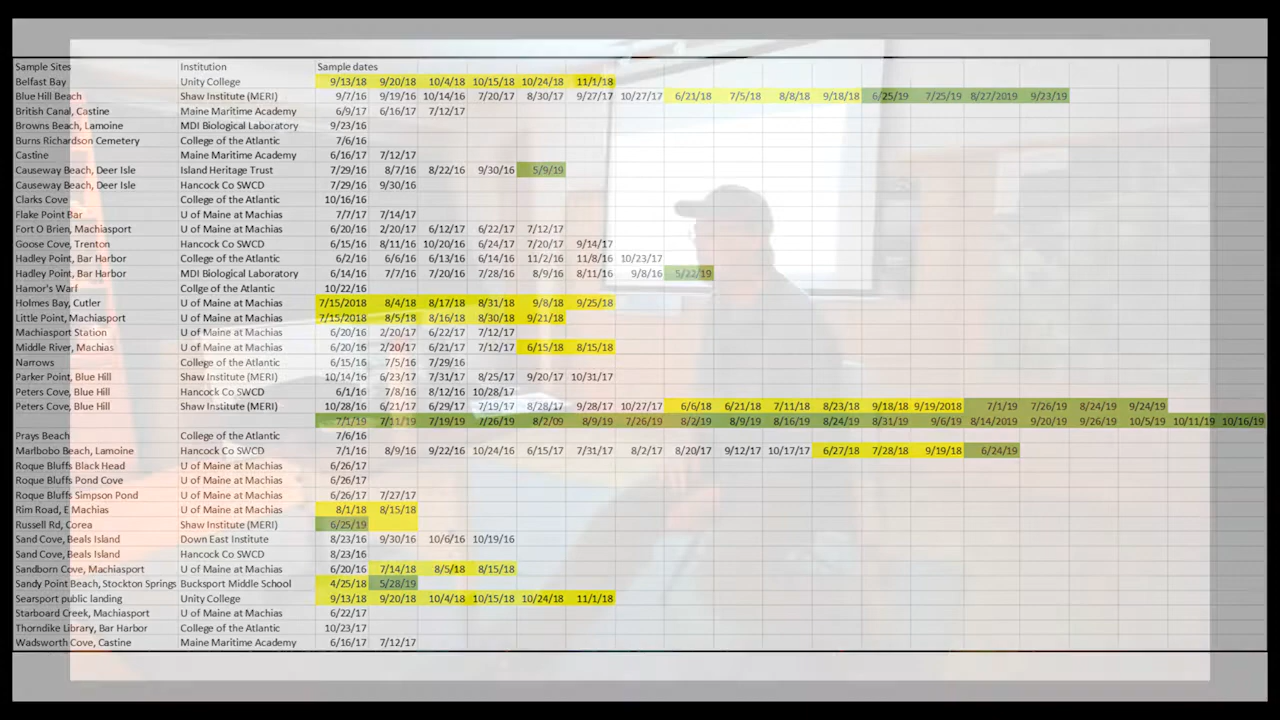 Sample Sites Institution Sample dates
Belfast Bay Unity College 9/13/18 9/20/18 10/4/18 10/15/18 10/24/18 11/1/18
Blue Hill Beach Shaw Institute (MERI) 9/7/16 9/19/16 10/14/16 7/20/17 8/30/17 9/27/17 10/27/17 6/21/18 7/5/18 8/8/18 9/18/18 6/25/19 7/25/19 8/27/2019 9/23/19
British Canal, Castine Maine Maritime Academy 6/9/17 6/16/17 7/12/17
Browns Beach, Lamoine MDI Biological Laboratory 9/23/16
Burns Richardson Cemetery College of the Atlantic 7/6/16
Castine Maine Maritime Academy 6/16/17 7/12/17
Causeway Beach, Deer Isle Island Heritage Trust 7/29/16 8/7/16 8/22/16 9/30/16 5/9/19
Causeway Beach, Deer Isle Hancock Co SWCD 7/29/16 9/30/16
Clarks Cove College of the Atlantic 10/16/16
Flake Point Bar U of Maine at Machias 7/7/17 7/14/17
Fort O Brien, Machiasport U of Maine at Machias 6/20/16 2/20/17 6/12/17 6/22/17 7/12/17
Goose Cove, Trenton Hancock Co SWCD 6/15/16 8/11/16 10/20/16 6/24/17 7/20/17 9/14/17
Hadley Point, Bar Harbor College of the Atlantic 6/2/16 6/6/16 6/13/16 6/14/16 11/2/16 11/8/16 10/23/17
Hadley Point, Bar Harbor MDI Biological Laboratory 6/14/16 7/7/16 7/20/16 7/28/16 8/9/16 8/11/16 9/8/16 5/22/19
Hamor's Warf Collge of the Atlantic 10/22/16
Holmes Bay, Cutler U of Maine at Machias 7/15/2018 8/4/18 8/17/18 8/31/18 9/8/18 9/25/18
Little Point, Machiasport U of Maine at Machias 7/15/2018 8/5/18 8/16/18 8/30/18 9/21/18
Machiasport Station U of Maine at Machias 6/20/16 2/20/17 6/22/17 7/12/17
Middle River, Machias U of Maine at Machias 6/20/16 2/20/17 6/21/17 7/12/17 6/15/18 8/15/18
Narrows College of the Atlantic 6/15/16 7/5/16 7/29/16
Parker Point, Blue Hill Shaw Institute (MERI) 10/14/16 6/23/17 7/31/17 8/25/17 9/20/17 10/31/17
Peters Cove, Blue Hill Hancock Co SWCD 6/1/16 7/8/16 8/12/16 10/28/17
Peters Cove, Blue Hill Shaw Institute (MERI) 10/28/16 6/21/17 6/29/17 7/19/17 8/28/17 9/28/17 10/27/17 6/6/18 6/21/18 7/11/18 8/23/18 9/18/18 9/19/2018 7/1/19 7/26/19 8/24/19 9/24/19
7/1/19 7/11/19 7/19/19 7/26/19 8/2/09 8/9/19 7/26/19 8/2/19 8/9/19 8/16/19 8/24/19 8/31/19 9/6/19 8/14/2019 9/20/19 9/26/19 10/5/19 10/11/19 10/16/19
Prays Beach College of the Atlantic 7/6/16
Marlbobo Beach, Lamoine Hancock Co SWCD 7/1/16 8/9/16 9/22/16 10/24/16 6/15/17 7/31/17 8/2/17 8/20/17 9/12/17 10/17/17 6/27/18 7/28/18 9/19/18 6/24/19
Roque Bluffs Black Head U of Maine at Machias 6/26/17
Roque Bluffs Pond Cove U of Maine at Machias 6/26/17
Roque Bluffs Simpson Pond U of Maine at Machias 6/26/17 7/27/17
Rim Road, E Machias U of Maine at Machias 8/1/18 8/15/18
Russell Rd, Corea Shaw Institute (MERI) 6/25/19
Sand Cove, Beals Island Down East Institute 8/23/16 9/30/16 10/6/16 10/19/16
Sand Cove, Beals Island Hancock Co SWCD 8/23/16
Sandborn Cove, Machiasport U of Maine at Machias 6/20/16 7/14/18 8/5/18 8/15/18
Sandy Point Beach, Stockton Springs Bucksport Middle School 4/25/18 5/28/19
Searsport public landing Unity College 9/13/18 9/20/18 10/4/18 10/15/18 10/24/18 11/1/18
Starboard Creek, Machiasport U of Maine at Machias 6/22/17
Thorndike Library, Bar Harbor College of the Atlantic 10/23/17
Wadsworth Cove, Castine Maine Maritime Academy 6/16/17 7/12/17